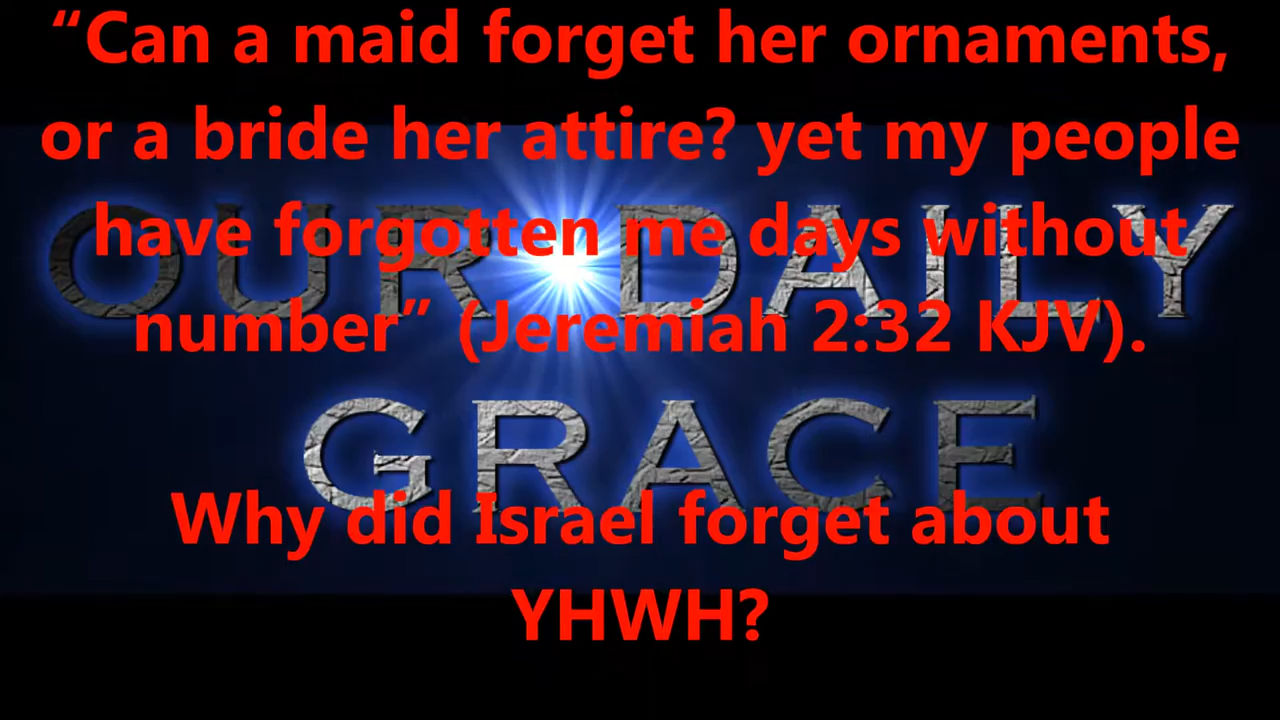 “Can a maid forget her ornaments,
or a bride her attire? yet my people
have forgotten me days without
number” (Jeremiah 2:32 KJV).
OUR DAILY
GRACE
Why did Israel forget about
YHWH?